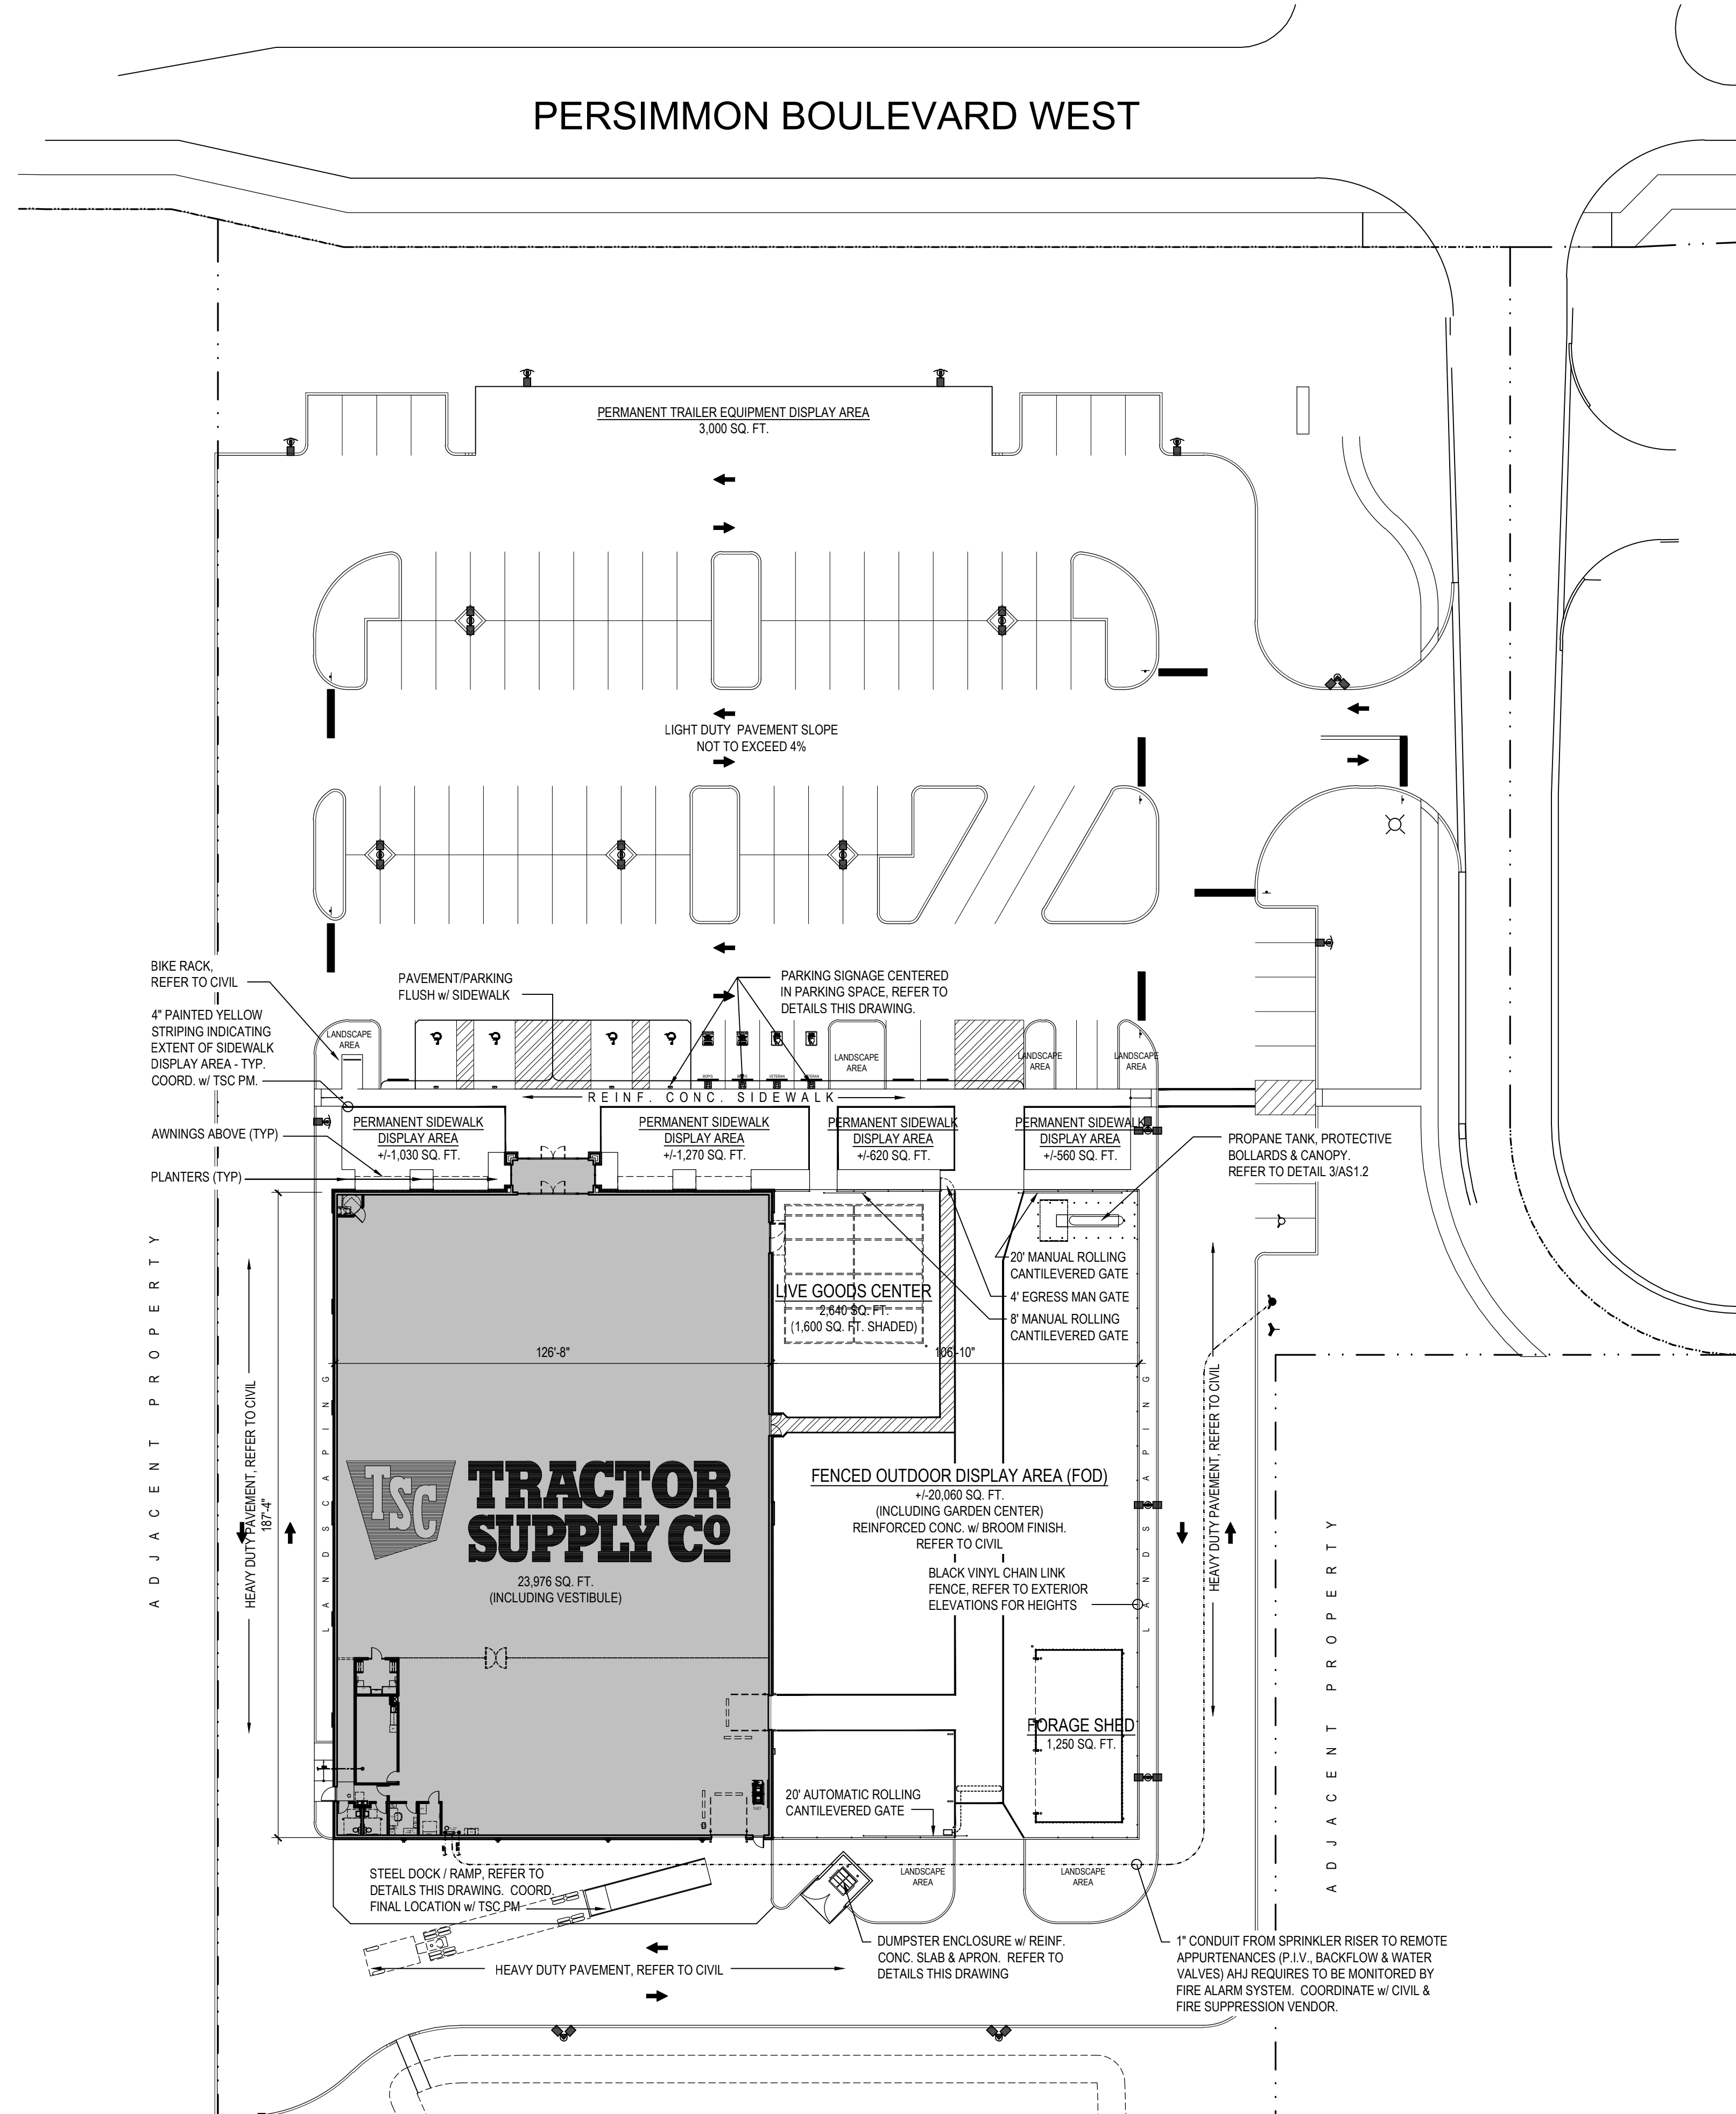 PERSIMMON BOULEVARD WEST
PERMANENT TRAILER EQUIPMENT DISPLAY AREA
3,000 SQ. FT.
LIGHT DUTY PAVEMENT SLOPE
NOT TO EXCEED 4%
BIKE RACK,
REFER TO CIVIL
4" PAINTED YELLOW
STRIPING INDICATING
EXTENT OF SIDEWALK
DISPLAY AREA - TYP.
COORD. w/ TSC PM.
AWNINGS ABOVE (TYP)
PLANTERS (TYP)
PAVEMENT/PARKING
FLUSH w/ SIDEWALK
PARKING SIGNAGE CENTERED
IN PARKING SPACE, REFER TO
DETAILS THIS DRAWING.
LANDSCAPE
AREA
LANDSCAPE
AREA
LANDSCAPE
AREA
LANDSCAPE
AREA
VETERAN
REINF. CONC. SIDEWALK
PERMANENT SIDEWALK
DISPLAY AREA
+/-1,030 SQ. FT.
PERMANENT SIDEWALK
DISPLAY AREA
+/-1,270 SQ. FT.
PERMANENT SIDEWALK
DISPLAY AREA
+/-620 SQ. FT.
PERMANENT SIDEWALK
DISPLAY AREA
+/-560 SQ. FT.
PROPANE TANK, PROTECTIVE
BOLLARDS & CANOPY.
REFER TO DETAIL 3/AS1.2
20' MANUAL ROLLING
CANTILEVERED GATE
4' EGRESS MAN GATE
8' MANUAL ROLLING
CANTILEVERED GATE
LIVE GOODS CENTER
2,640 SQ. FT.
(1,600 SQ. FT. SHADED)
126'-8"
106'-10"
187'-4"
ADJACENT PROPERTY
HEAVY DUTY PAVEMENT, REFER TO CIVIL
LANDSCAPING
TSC
TRACTOR
SUPPLY CO
23,976 SQ. FT.
(INCLUDING VESTIBULE)
FENCED OUTDOOR DISPLAY AREA (FOD)
+/-20,060 SQ. FT.
(INCLUDING GARDEN CENTER)
REINFORCED CONC. w/ BROOM FINISH.
REFER TO CIVIL
BLACK VINYL CHAIN LINK
FENCE, REFER TO EXTERIOR
ELEVATIONS FOR HEIGHTS
LANDSCAPING
HEAVY DUTY PAVEMENT, REFER TO CIVIL
ADJACENT PROPERTY
FORAGE SHED
1,250 SQ. FT.
20' AUTOMATIC ROLLING
CANTILEVERED GATE
STEEL DOCK / RAMP, REFER TO
DETAILS THIS DRAWING. COORD.
FINAL LOCATION w/ TSC PM
LANDSCAPE
AREA
LANDSCAPE
AREA
DUMPSTER ENCLOSURE w/ REINF.
CONC. SLAB & APRON. REFER TO
DETAILS THIS DRAWING
HEAVY DUTY PAVEMENT, REFER TO CIVIL
1" CONDUIT FROM SPRINKLER RISER TO REMOTE
APPURTENANCES (P.I.V., BACKFLOW & WATER
VALVES) AHJ REQUIRES TO BE MONITORED BY
FIRE ALARM SYSTEM. COORDINATE w/ CIVIL &
FIRE SUPPRESSION VENDOR.